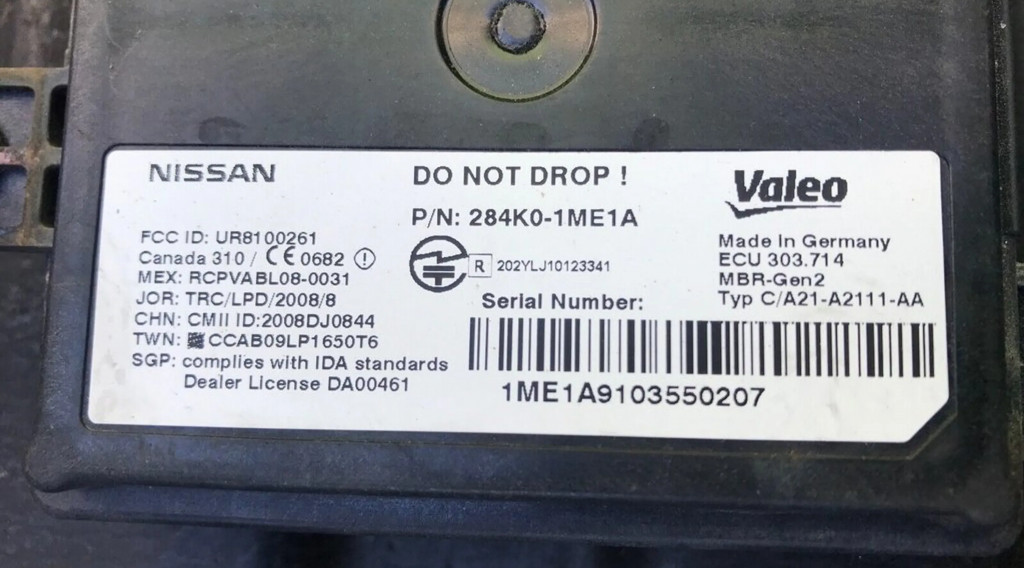 NISSAN
DO NOT DROP !
Valeo
P/N: 284K0-1ME1A
FCC ID: UR8100261
Canada 310 / CE 0682
MEX: RCPVABL08-0031
JOR: TRC/LPD/2008/8
CHN: CMII ID:2008DJ0844
TWN: CCAB09LP1650T6
SGP: complies with IDA standards
Dealer License DA00461
R 202YLJ10123341
Serial Number:
1ME1A9103550207
Made In Germany
ECU 303.714
MBR-Gen2
Typ C/A21-A2111-AA